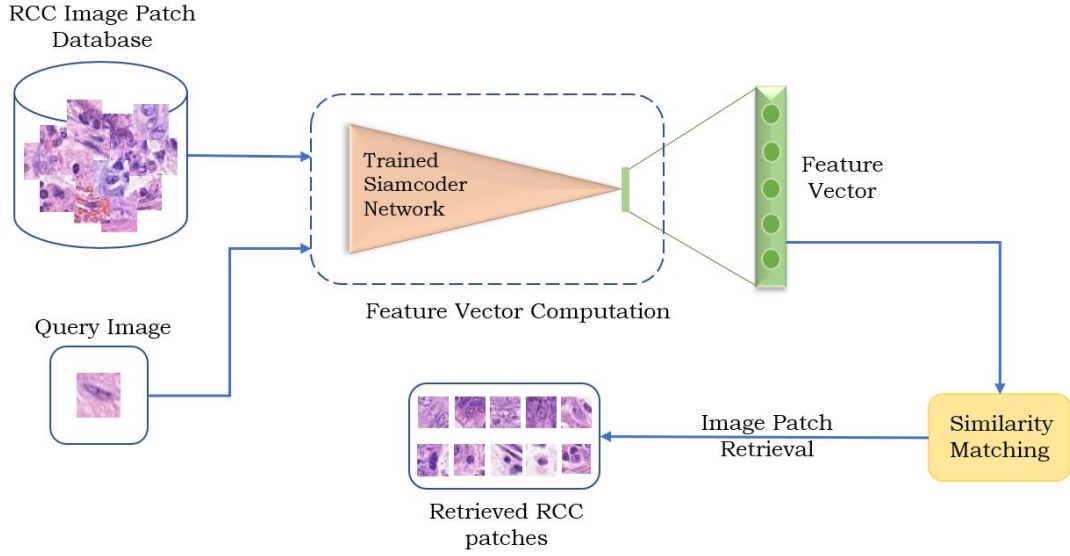 RCC Image Patch
Database
Trained
Siamcoder
Network
Feature
Vector
Feature Vector Computation
Query Image
Image Patch
Retrieval
Similarity
Matching
Retrieved RCC
patches